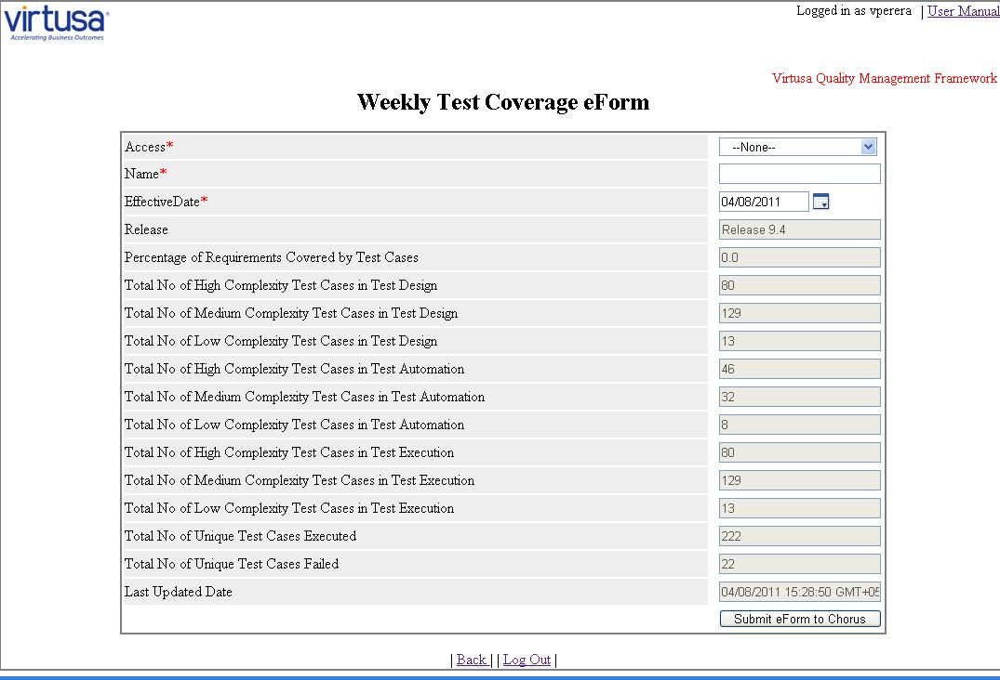 virtusa
Accelerating Business Outcomes
Logged in as vperera | User Manual
Virtusa Quality Management Framework
Weekly Test Coverage eForm
Access* --None--
Name*
EffectiveDate* 04/08/2011
Release Release 9.4
Percentage of Requirements Covered by Test Cases 0.0
Total No of High Complexity Test Cases in Test Design 80
Total No of Medium Complexity Test Cases in Test Design 129
Total No of Low Complexity Test Cases in Test Design 13
Total No of High Complexity Test Cases in Test Automation 46
Total No of Medium Complexity Test Cases in Test Automation 32
Total No of Low Complexity Test Cases in Test Automation 8
Total No of High Complexity Test Cases in Test Execution 80
Total No of Medium Complexity Test Cases in Test Execution 129
Total No of Low Complexity Test Cases in Test Execution 13
Total No of Unique Test Cases Executed 222
Total No of Unique Test Cases Failed 22
Last Updated Date 04/08/2011 15:28:50 GMT+05
Submit eForm to Chorus
| Back | | Log Out |